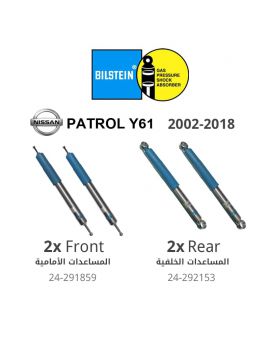 BILSTEIN
GAS
PRESSURE
SHOCK
ABSORBER
NISSAN PATROL Y61 2002-2018
2x Front 2x Rear
المساعدات الأمامية المساعدات الخلفية
24-291859 24-292153